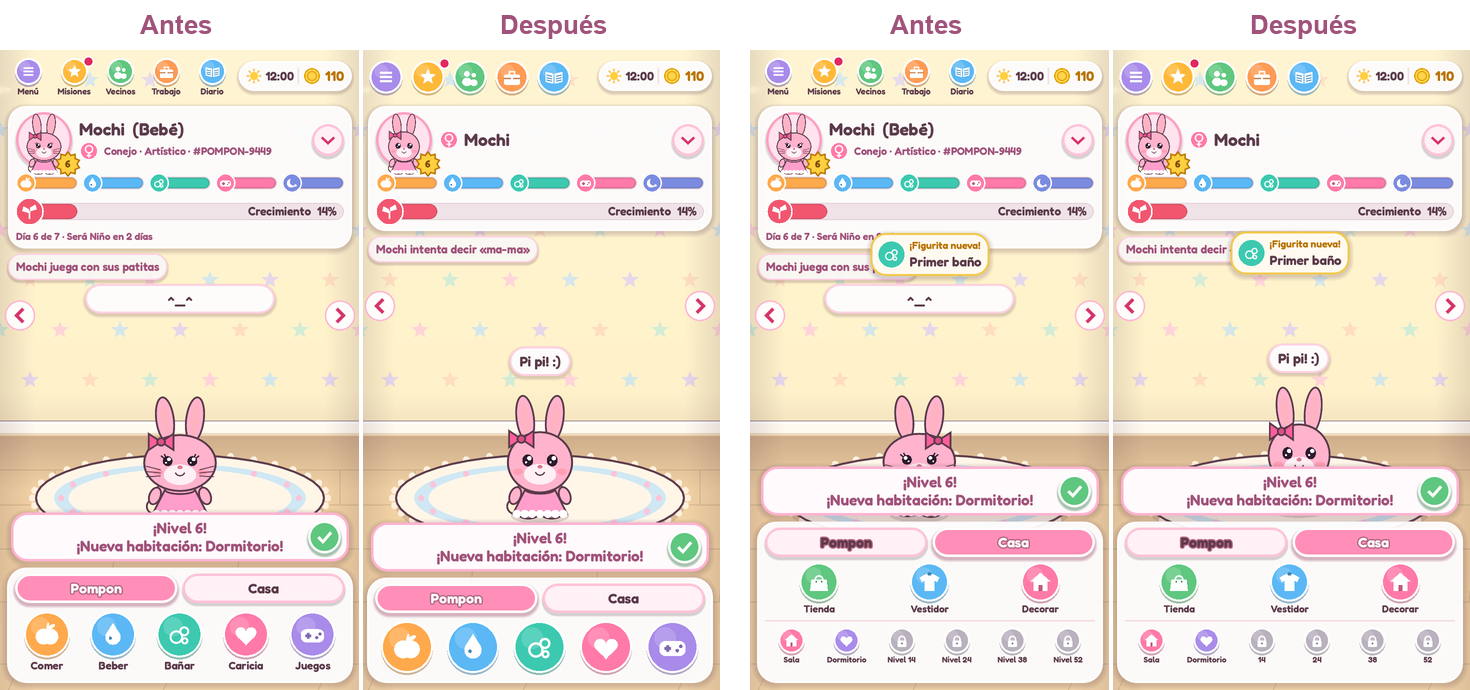 Antes
Después
Antes
Después
Menú
Misiones
Vecinos
Trabajo
Diario
12:00
110
Mochi (Bebé)
Conejo · Artístico · #POMPON-9449
6
Crecimiento 14%
Día 6 de 7 · Será Niño en 2 días
Mochi juega con sus patitas
^_^
¡Nivel 6!
¡Nueva habitación: Dormitorio!
Pompon
Casa
Comer
Beber
Bañar
Caricia
Juegos
12:00
110
Mochi
6
Crecimiento 14%
Mochi intenta decir «ma-ma»
Pi pi! :)
¡Nivel 6!
¡Nueva habitación: Dormitorio!
Pompon
Casa
Menú
Misiones
Vecinos
Trabajo
Diario
12:00
110
Mochi (Bebé)
Conejo · Artístico · #POMPON-9449
6
Crecimiento 14%
Día 6 de 7 · Será Niño en
¡Figurita nueva!
Primer baño
Mochi juega con sus
^_^
¡Nivel 6!
¡Nueva habitación: Dormitorio!
Pompon
Casa
Tienda
Vestidor
Decorar
Sala
Dormitorio
Nivel 14
Nivel 24
Nivel 38
Nivel 52
12:00
110
Mochi
6
Crecimiento 14%
Mochi intenta decir
¡Figurita nueva!
Primer baño
Pi pi! :)
¡Nivel 6!
¡Nueva habitación: Dormitorio!
Pompon
Casa
Tienda
Vestidor
Decorar
Sala
Dormitorio
14
24
38
52